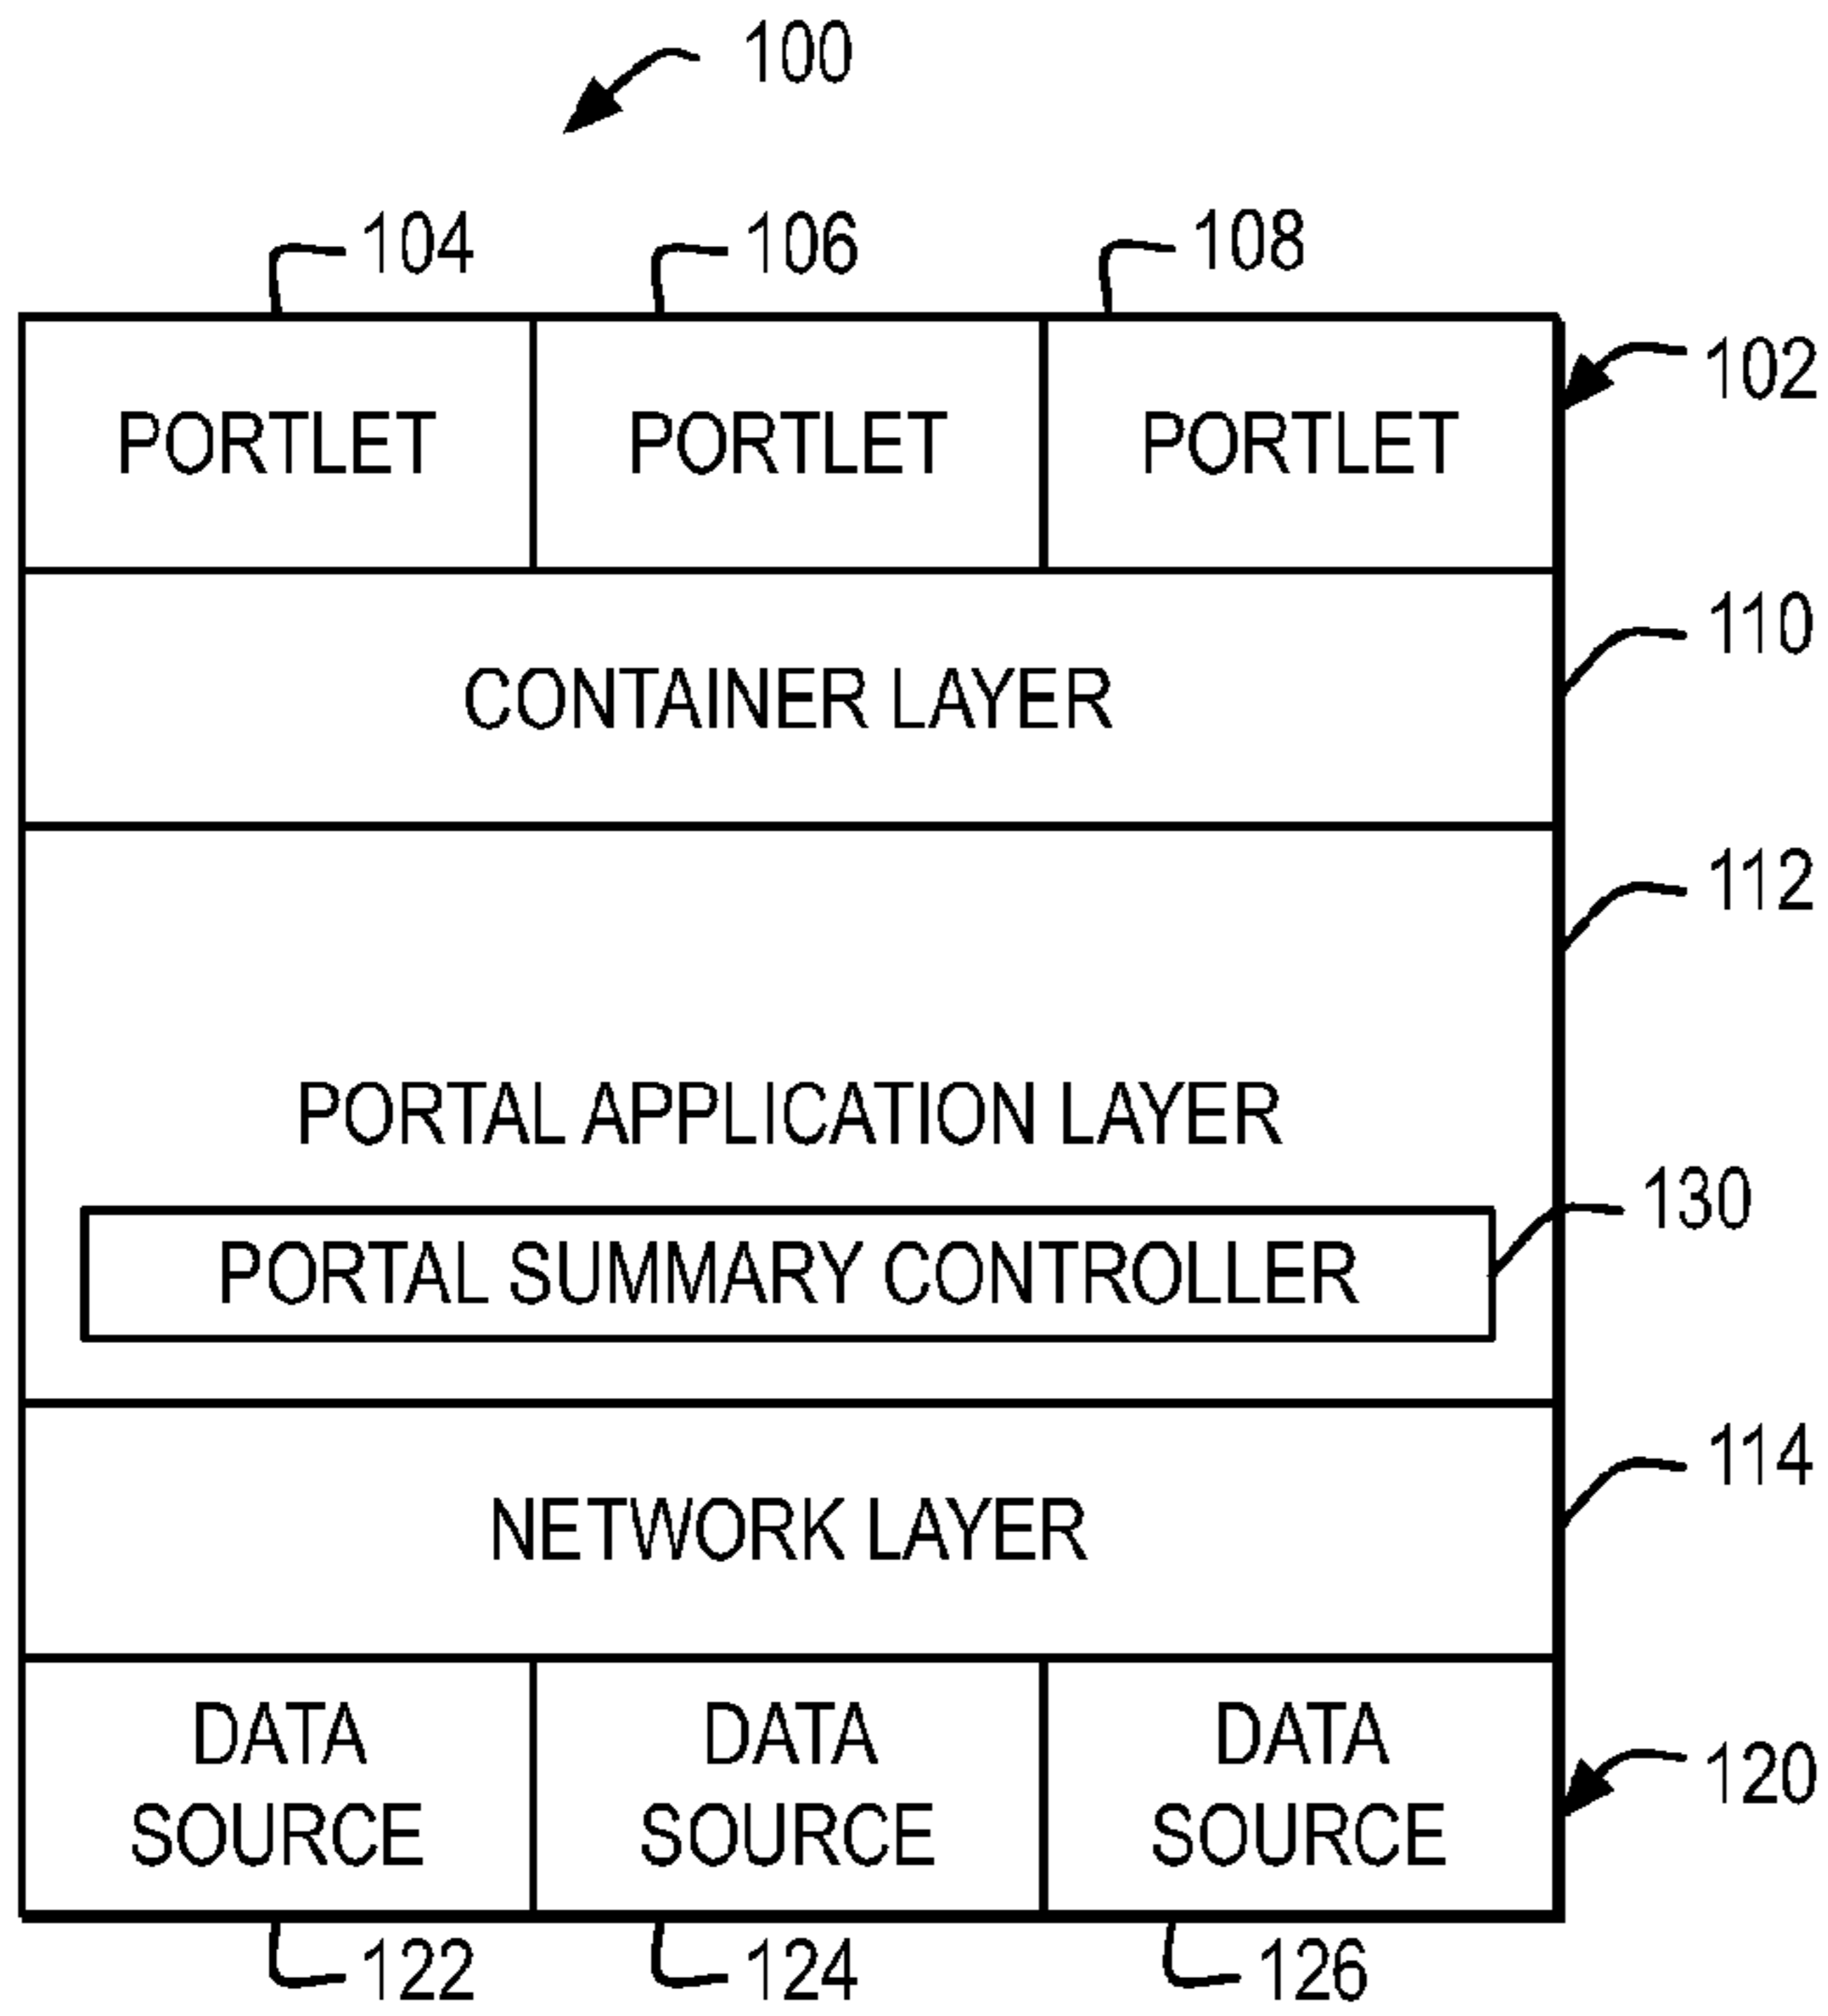 100
104 106 108
102
PORTLET PORTLET PORTLET
110
CONTAINER LAYER
112
PORTAL APPLICATION LAYER
130
PORTAL SUMMARY CONTROLLER
114
NETWORK LAYER
DATA DATA DATA
120
SOURCE SOURCE SOURCE
122 124 126